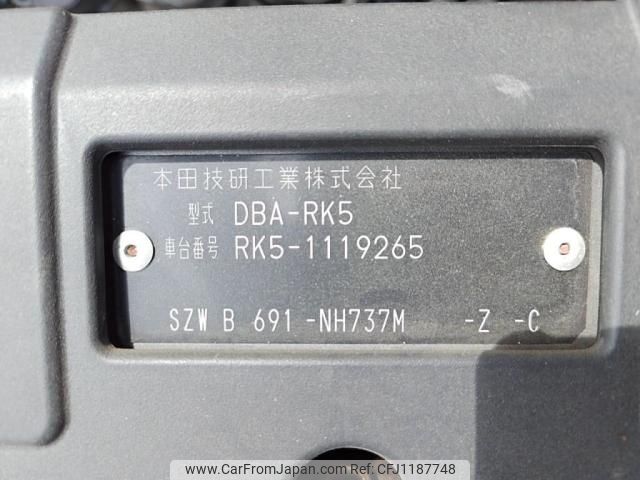 本田技研工業株式会社
型式 DBA-RK5
車台番号 RK5-1119265
SZW B 691 -NH737M -Z -C
www.CarFromJapan.com © CarFromJapan - CFJ1187748